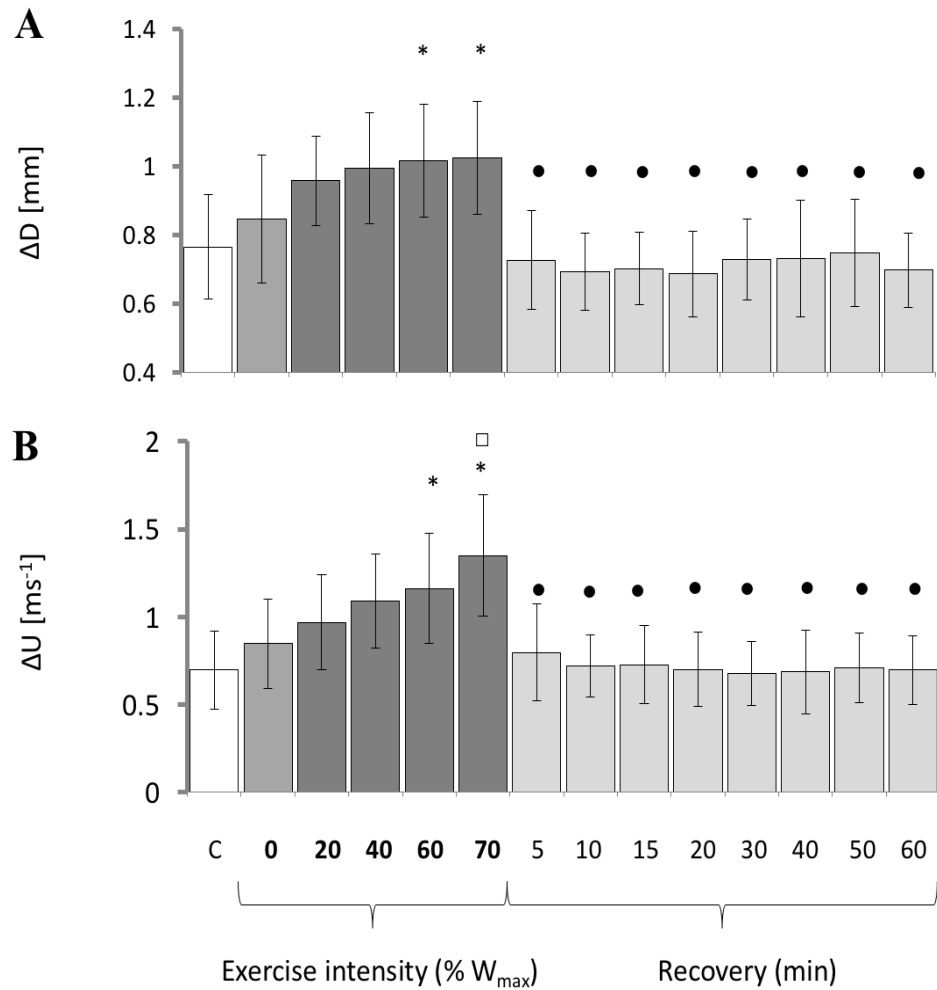 A
1.4
* *
1.2
1
0.8
0.6
0.4
ΔD [mm]
B
2
1.5
1
0.5
0
* *
ΔU [ms⁻¹]
C 0 20 40 60 70 5 10 15 20 30 40 50 60
Exercise intensity (% Wmax) Recovery (min)